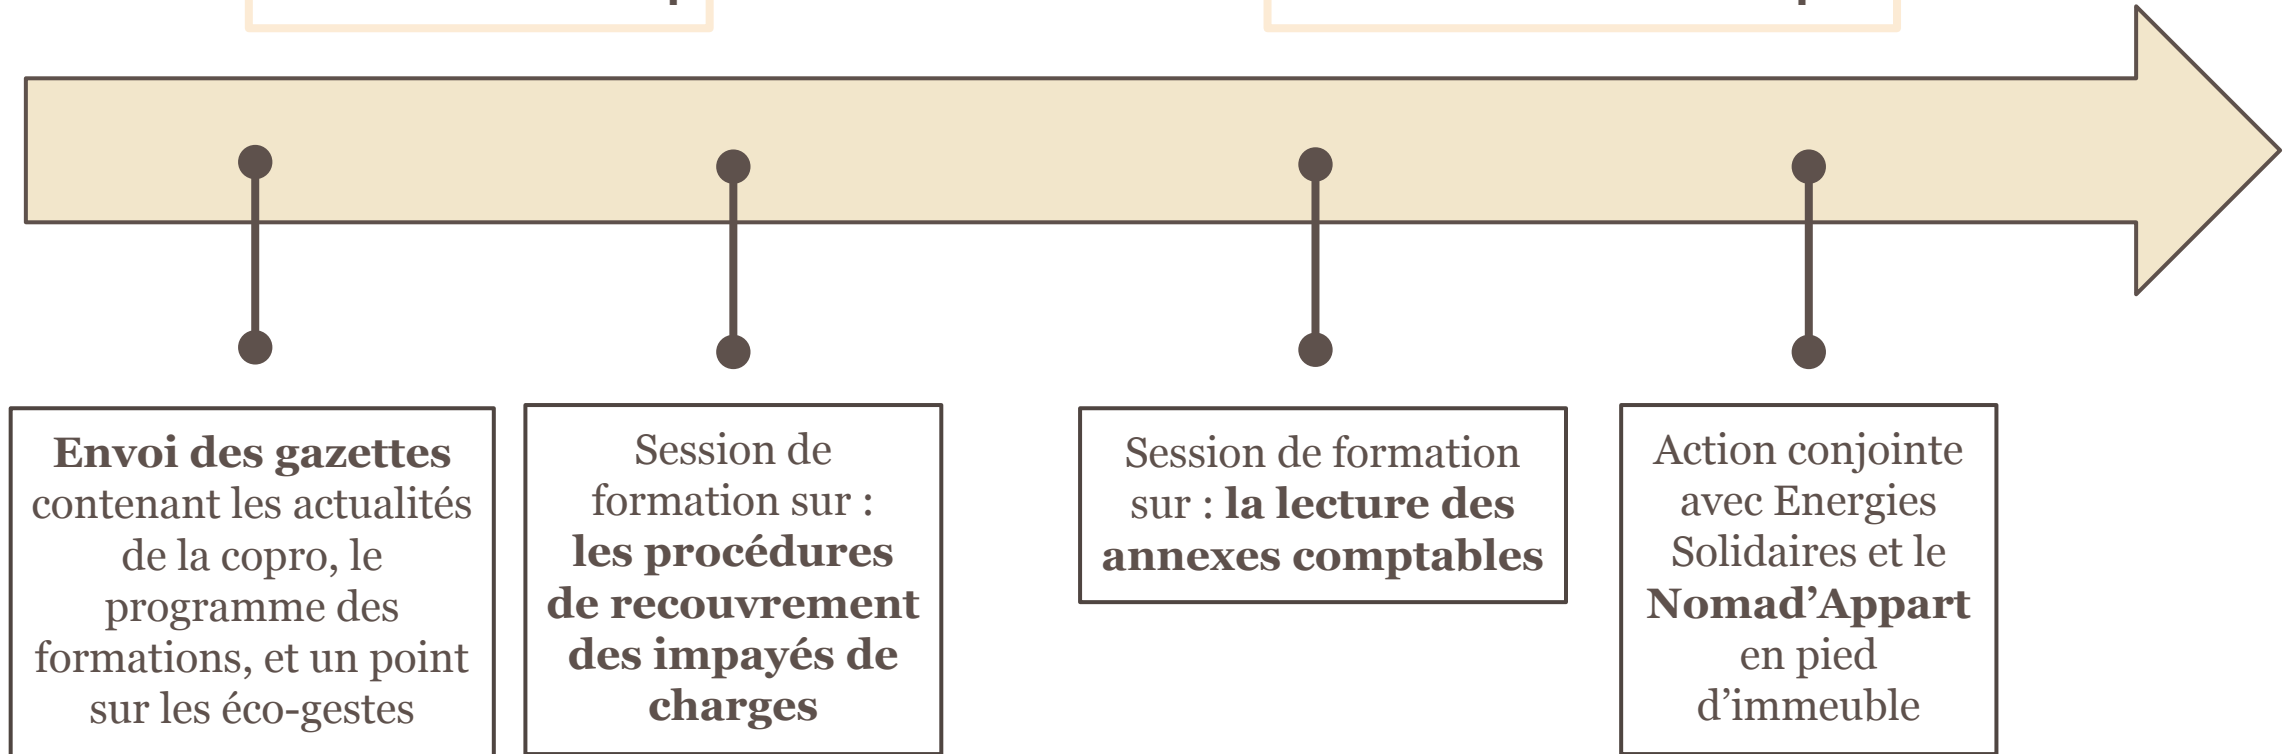 Envoi des gazettes
contenant les actualités
de la copro, le
programme des
formations, et un point
sur les éco-gestes
Session de
formation sur :
les procédures
de recouvrement
des impayés de
charges
Session de formation
sur : la lecture des
annexes comptables
Action conjointe
avec Energies
Solidaires et le
Nomad’Appart
en pied
d’immeuble